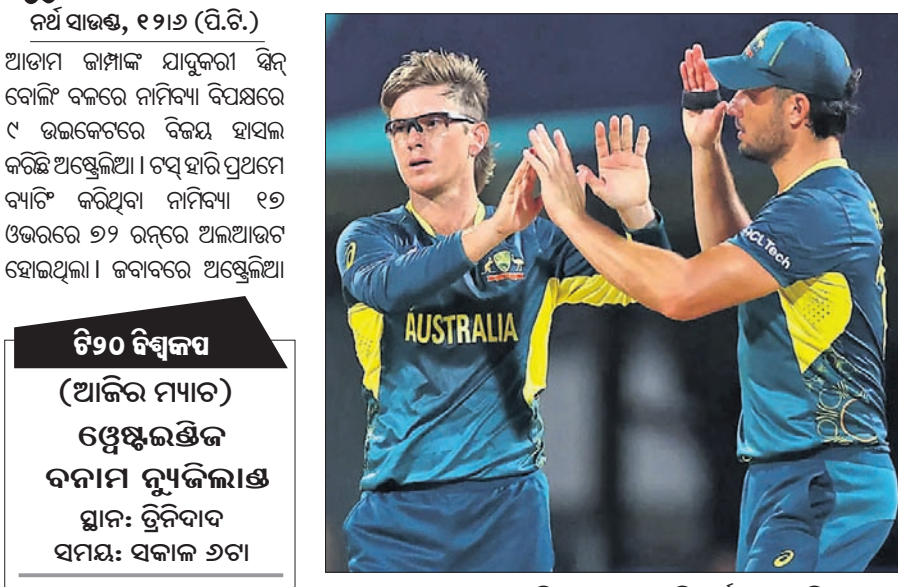 ନର୍ଥ ସାଉଣ୍ଡ, ୧୨।୬ (ପି.ଟି.)
ଆଡାମ ଜାମ୍ପାଙ୍କ ଯାଦୁକରୀ ସ୍ପିନ୍
ବୋଲିଂ ବଳରେ ନାମିବ୍ୟା ବିପକ୍ଷରେ
୯ ଉଇକେଟରେ ବିଜୟ ହାସଲ
କରିଛି ଅଷ୍ଟ୍ରେଲିଆ । ଟସ୍ ହାରି ପ୍ରଥମେ
ବ୍ୟାଟିଂ କରିଥିବା ନାମିବ୍ୟା ୧୭
ଓଭରରେ ୭୨ ରନ୍‌ରେ ଅଲଆଉଟ
ହୋଇଥିଲା । ଜବାବରେ ଅଷ୍ଟ୍ରେଲିଆ
ଟି୨୦ ବିଶ୍ୱକପ
(ଆଜିର ମ୍ୟାଚ)
ୱେଷ୍ଟଇଣ୍ଡିଜ
ବନାମ ନ୍ୟୁଜିଲାଣ୍ଡ
ସ୍ଥାନ: ତ୍ରିନିଦାଦ
ସମୟ: ସକାଳ ୬ଟା
AUSTRALIA
HCLTech